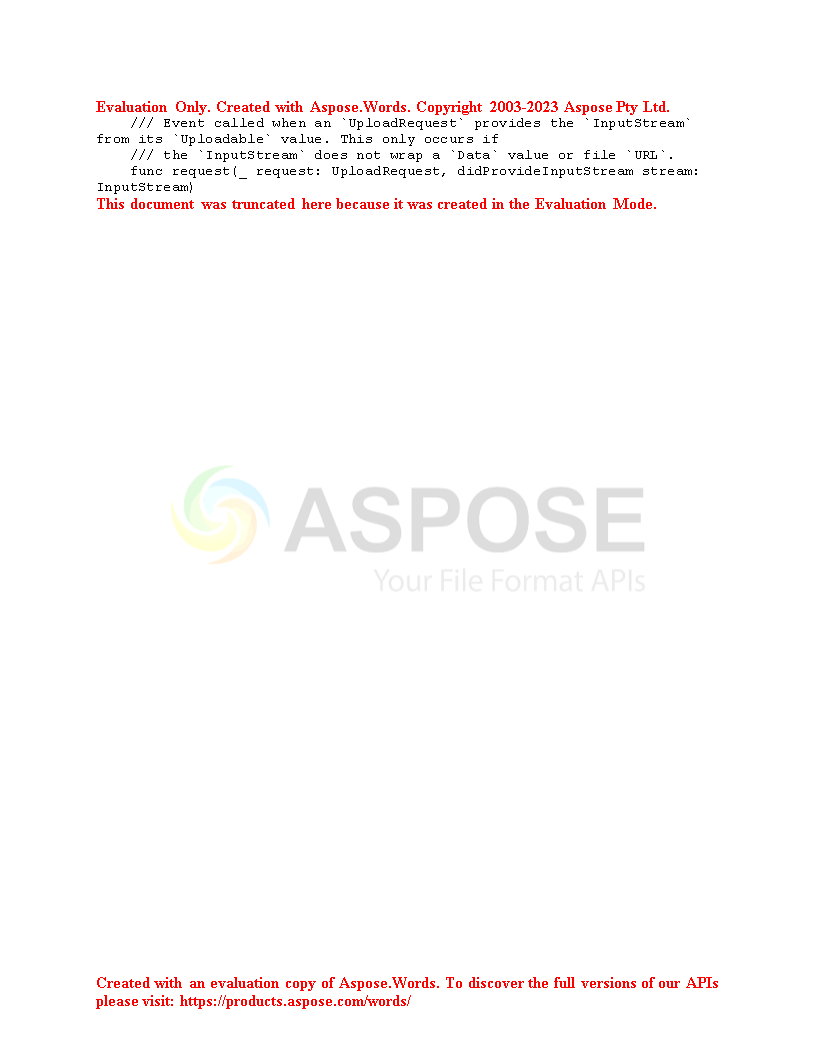 Evaluation Only. Created with Aspose.Words. Copyright 2003-2023 Aspose Pty Ltd.
    /// Event called when an `UploadRequest` provides the `InputStream`
from its `Uploadable` value. This only occurs if
    /// the `InputStream` does not wrap a `Data` value or file `URL`.
    func request(_ request: UploadRequest, didProvideInputStream stream:
InputStream)
This document was truncated here because it was created in the Evaluation Mode.
ASPOSE
Your File Format APIs
Created with an evaluation copy of Aspose.Words. To discover the full versions of our APIs
please visit: https://products.aspose.com/words/